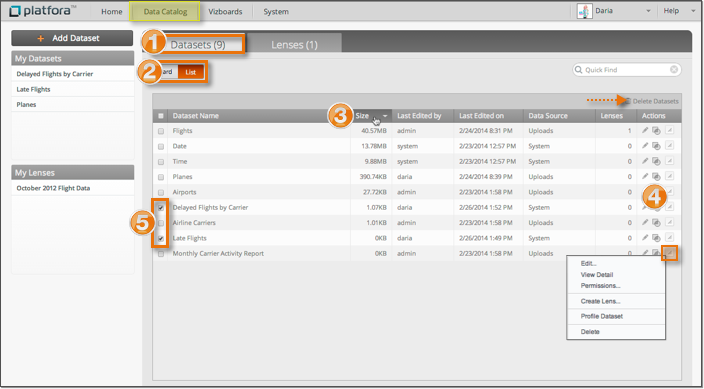 platfora™ Home Data Catalog Vizboards System Daria Help
+ Add Dataset
My Datasets
Delayed Flights by Carrier
Late Flights
Planes
My Lenses
October 2012 Flight Data
1 Datasets (9) Lenses (1)
2 ard List Quick Find
Delete Datasets
Dataset Name 3 Size Last Edited by Last Edited on Data Source Lenses Actions
Flights 40.57MB admin 2/24/2014 8:31 PM Uploads 1
Date 13.78MB system 2/23/2013 12:57 PM System 0
Time 9.88MB system 2/23/2013 12:57 PM System 0
Planes 390.74KB daria 2/24/2014 8:39 PM Uploads 0
Airports 27.72KB admin 2/23/2014 1:58 PM Uploads 0 4
Delayed Flights by Carrier 1.07KB daria 2/26/2014 1:52 PM System 0
5 Airline Carriers 1.01KB admin 2/23/2014 1:58 PM Uploads 0
Late Flights 0KB daria 2/26/2014 1:49 PM System 0
Monthly Carrier Activity Report 0KB admin 2/23/2014 1:58 PM Uploads 0
Edit...
View Detail
Permissions...
Create Lens...
Profile Dataset
Delete